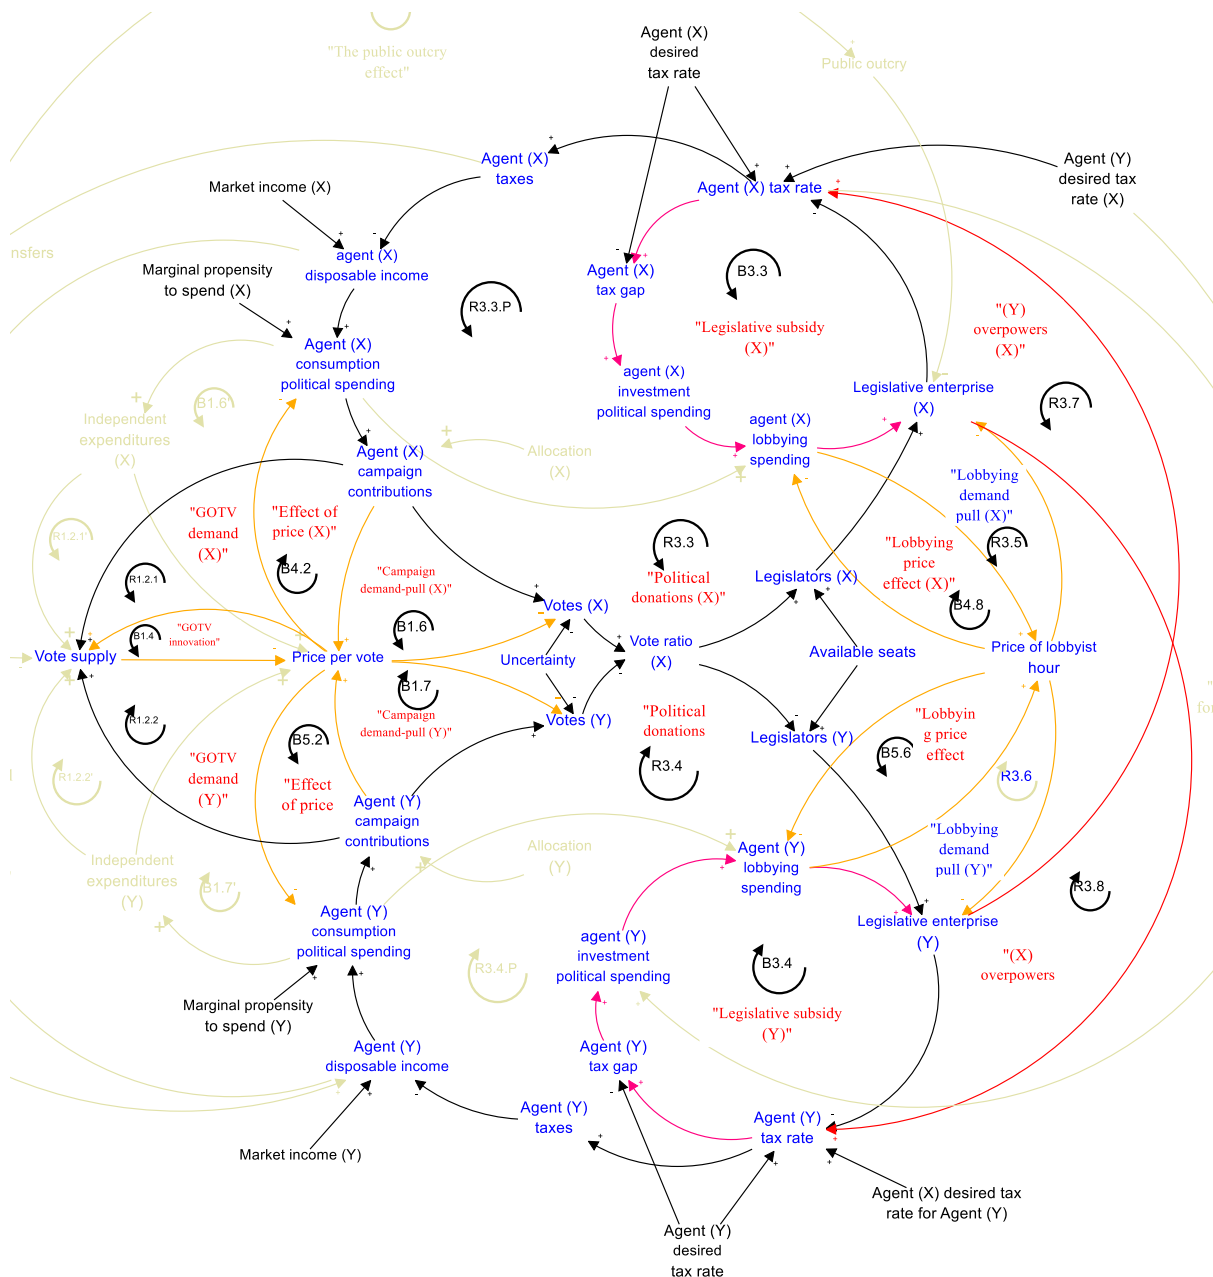 Agent (X)
desired
tax rate
"The public outcry
effect"
Public outcry
Agent (X)
taxes
Agent (Y)
desired tax
rate (X)
Market income (X)
Agent (X) tax rate
nsfers
agent (X)
disposable income
Marginal propensity
to spend (X)
Agent (X)
tax gap
B3.3
R3.3.P
"Legislative subsidy
(X)"
"(Y)
overpowers
(X)"
Agent (X)
consumption
political spending
agent (X)
investment
political spending
Legislative enterprise
(X)
B1.6'
R3.7
Independent
expenditures
(X)
agent (X)
lobbying
spending
Agent (X)
campaign
contributions
Allocation
(X)
"Lobbying
demand
pull (X)"
"GOTV
demand
(X)"
"Effect of
price (X)"
R1.2.1'
R3.3
R3.5
"Lobbying
price
effect (X)"
B4.2
R1.2.1
"Campaign
demand-pull (X)"
"Political
donations (X)"
Legislators (X)
Votes (X)
B4.8
B1.6
B1.4
"GOTV
innovation"
Vote supply
Price per vote
Uncertainty
Vote ratio
(X)
Available seats
Price of lobbyist
hour
"
for
B1.7
R1.2.2
"Campaign
demand-pull (Y)"
Votes (Y)
"Political
donations
Legislators (Y)
"Lobbyin
g price
effect
B5.2
B5.6
R3.4
R3.6
"GOTV
demand
(Y)"
"Effect
of price
R1.2.2'
Agent (Y)
campaign
contributions
Allocation
(Y)
Agent (Y)
lobbying
spending
"Lobbying
demand
pull (Y)"
Independent
expenditures
(Y)
B1.7'
R3.8
Agent (Y)
consumption
political spending
Legislative enterprise
(Y)
agent (Y)
investment
political spending
R3.4.P
B3.4
"(X)
overpowers
Marginal propensity
to spend (Y)
"Legislative subsidy
(Y)"
Agent (Y)
disposable income
Agent (Y)
tax gap
Agent (Y)
taxes
Agent (Y)
tax rate
Market income (Y)
Agent (X) desired tax
rate for Agent (Y)
Agent (Y)
desired
tax rate